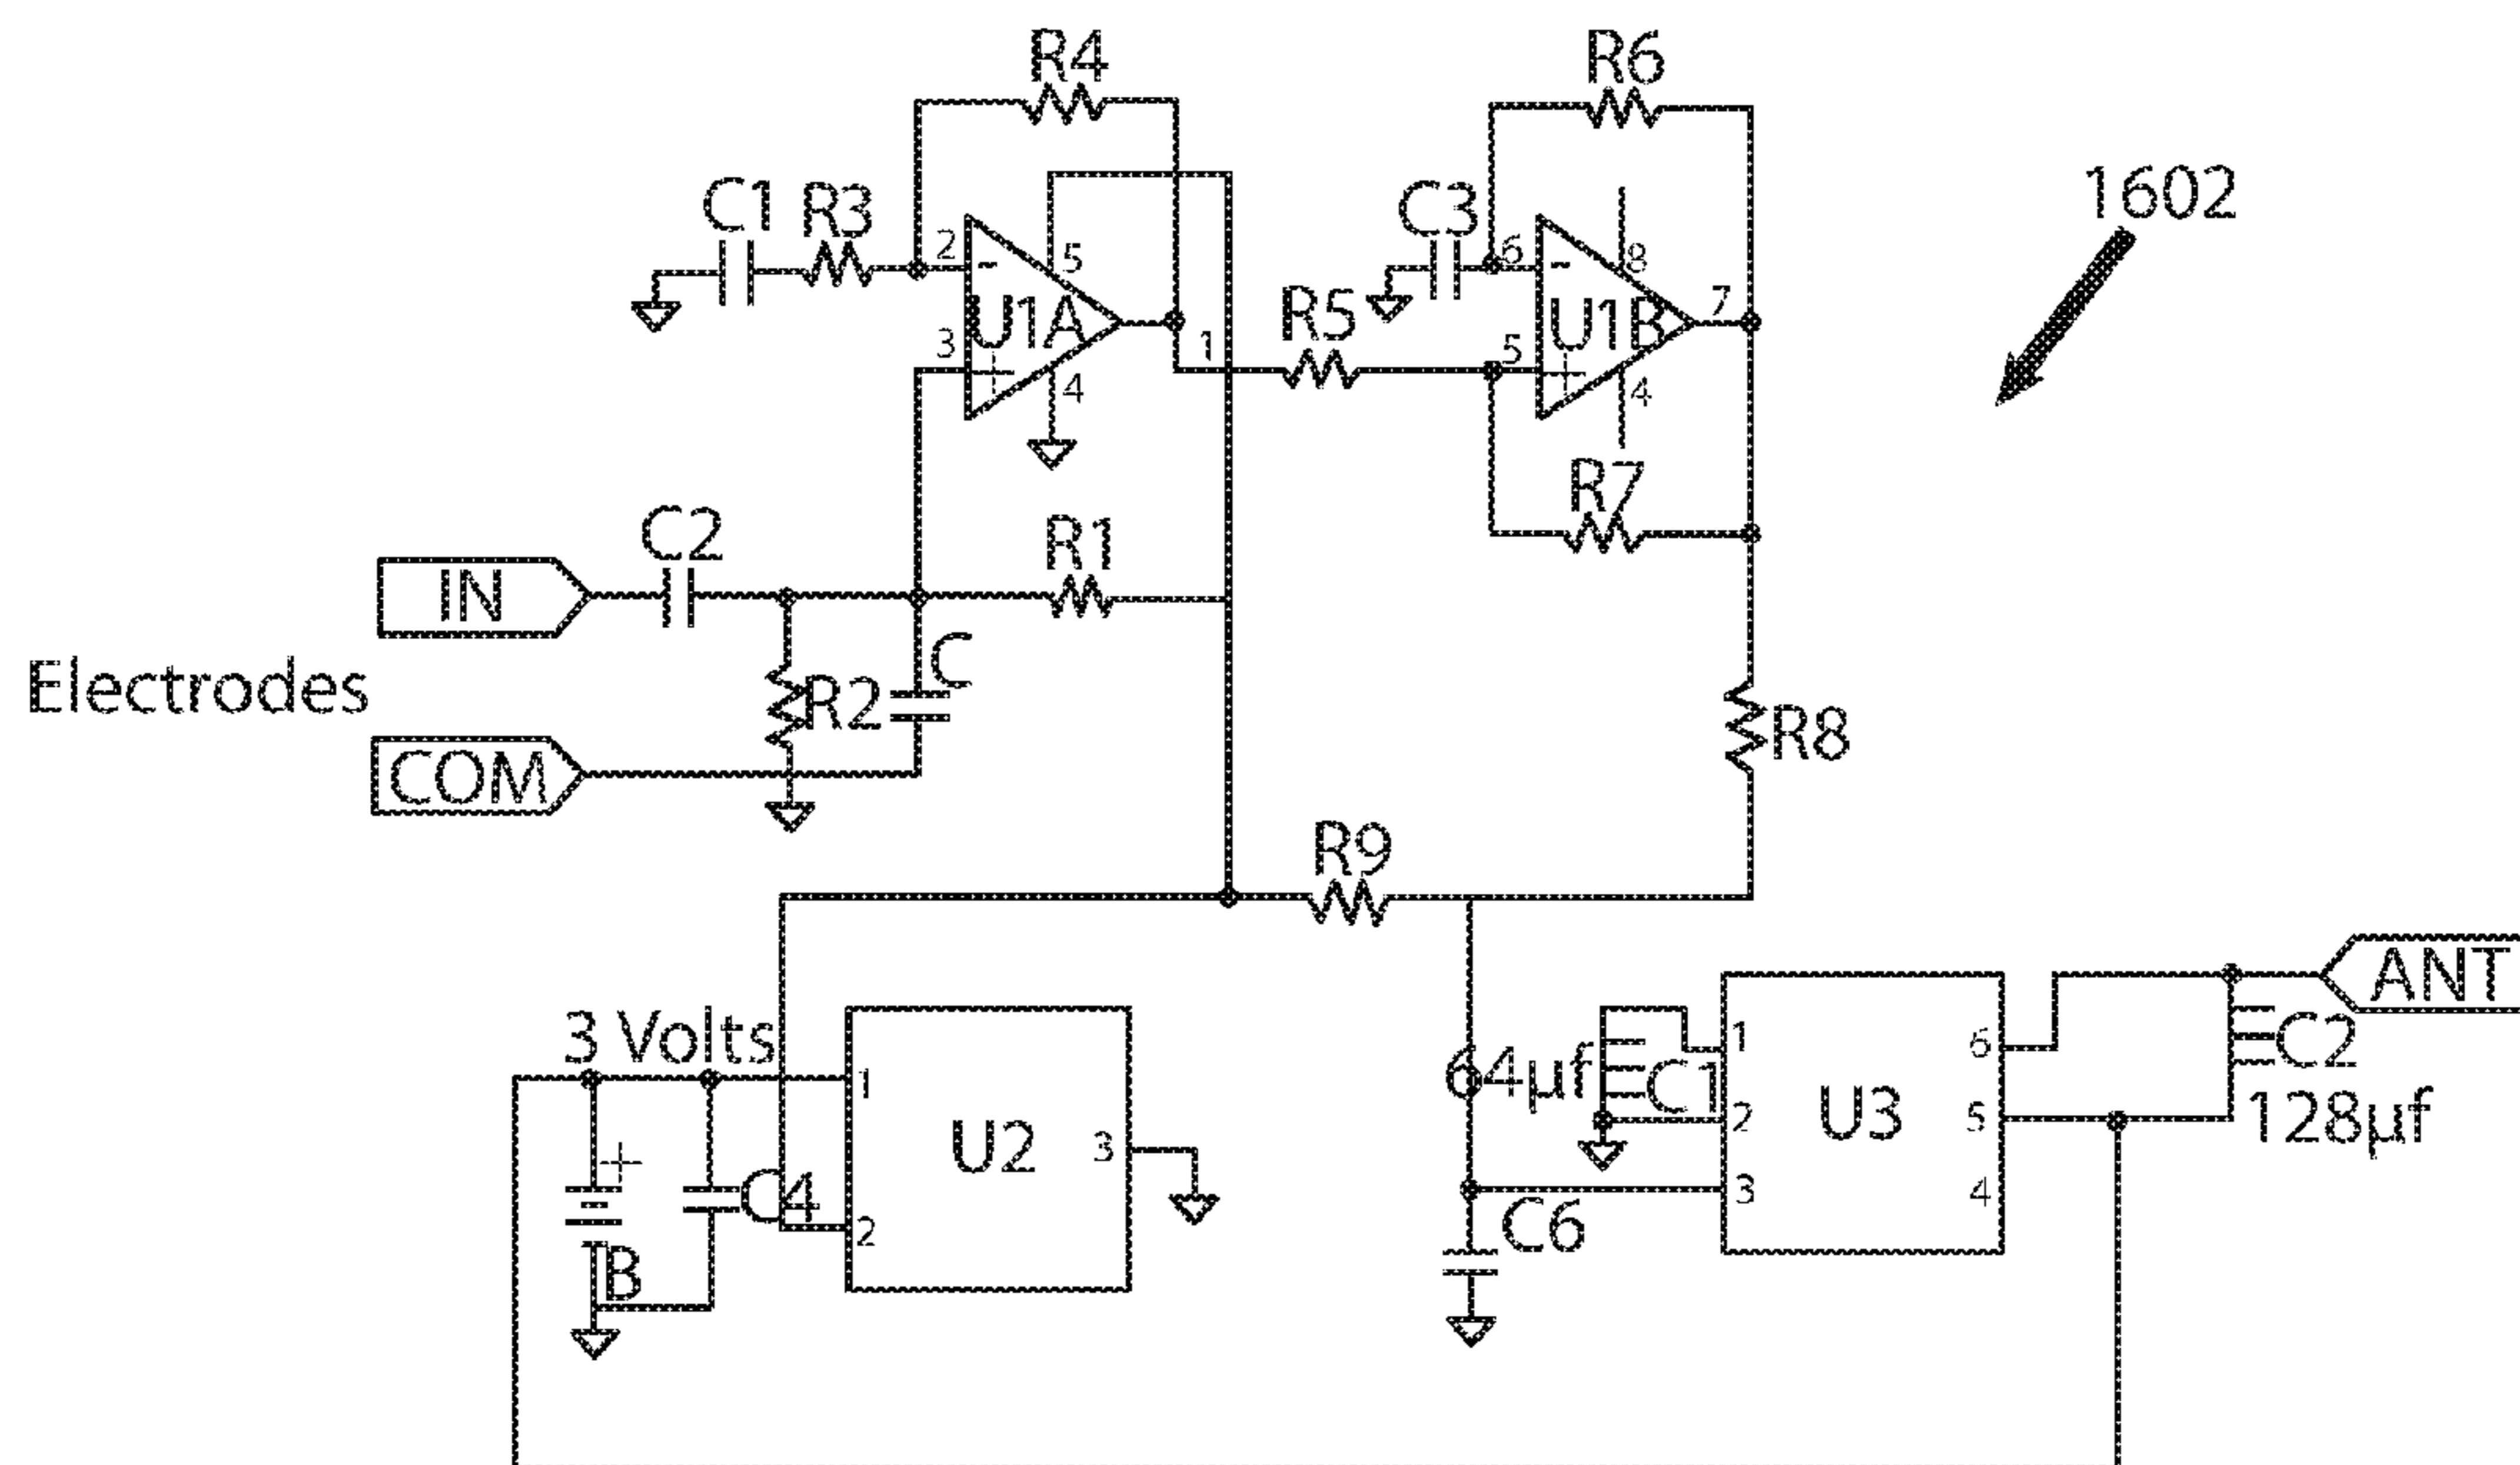 R4
R6
C1 R3
C3
1602
2 - 5
6 - 8
U1A
U1B
7
3 + 4
1
R5
5 + 4
R7
C2
R1
IN
C
Electrodes
R2
COM
R8
R9
ANT
3 Volts
1
U2
3
2
+
C4
B
64µf
C1
1
2
3
U3
6
5
4
C2
128µf
C6